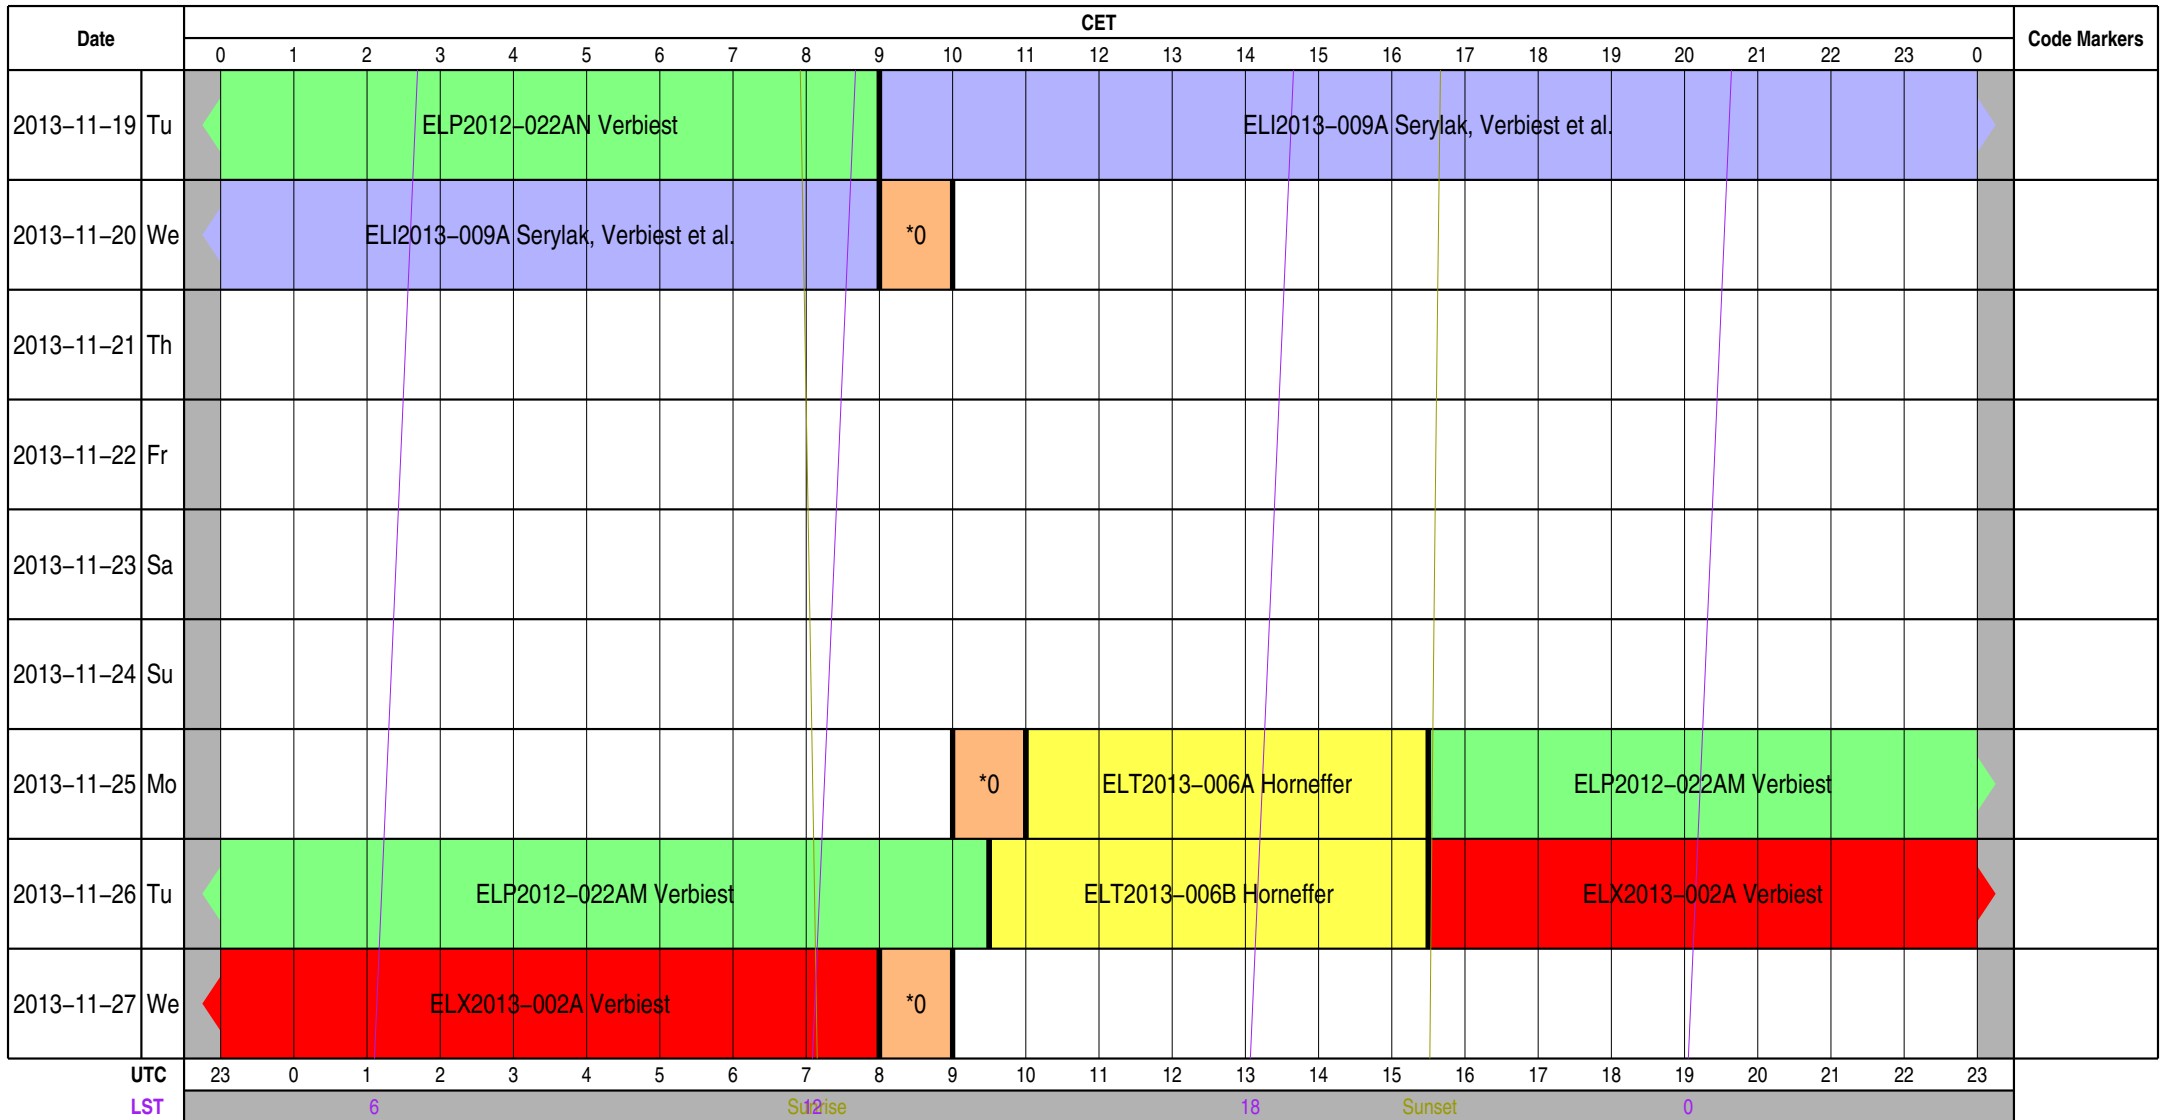 Date CET Code Markers
0 1 2 3 4 5 6 7 8 9 10 11 12 13 14 15 16 17 18 19 20 21 22 23 0
2013−11−19 Tu ELP2012−022AN Verbiest ELI2013−009A Serylak, Verbiest et al.
2013−11−20 We ELI2013−009A Serylak, Verbiest et al. *0
2013−11−21 Th
2013−11−22 Fr
2013−11−23 Sa
2013−11−24 Su
2013−11−25 Mo *0 ELT2013−006A Horneffer ELP2012−022AM Verbiest
2013−11−26 Tu ELP2012−022AM Verbiest ELT2013−006B Horneffer ELX2013−002A Verbiest
2013−11−27 We ELX2013−002A Verbiest *0
UTC 23 0 1 2 3 4 5 6 7 8 9 10 11 12 13 14 15 16 17 18 19 20 21 22 23
LST 6 Sunrise 12 18 Sunset 0